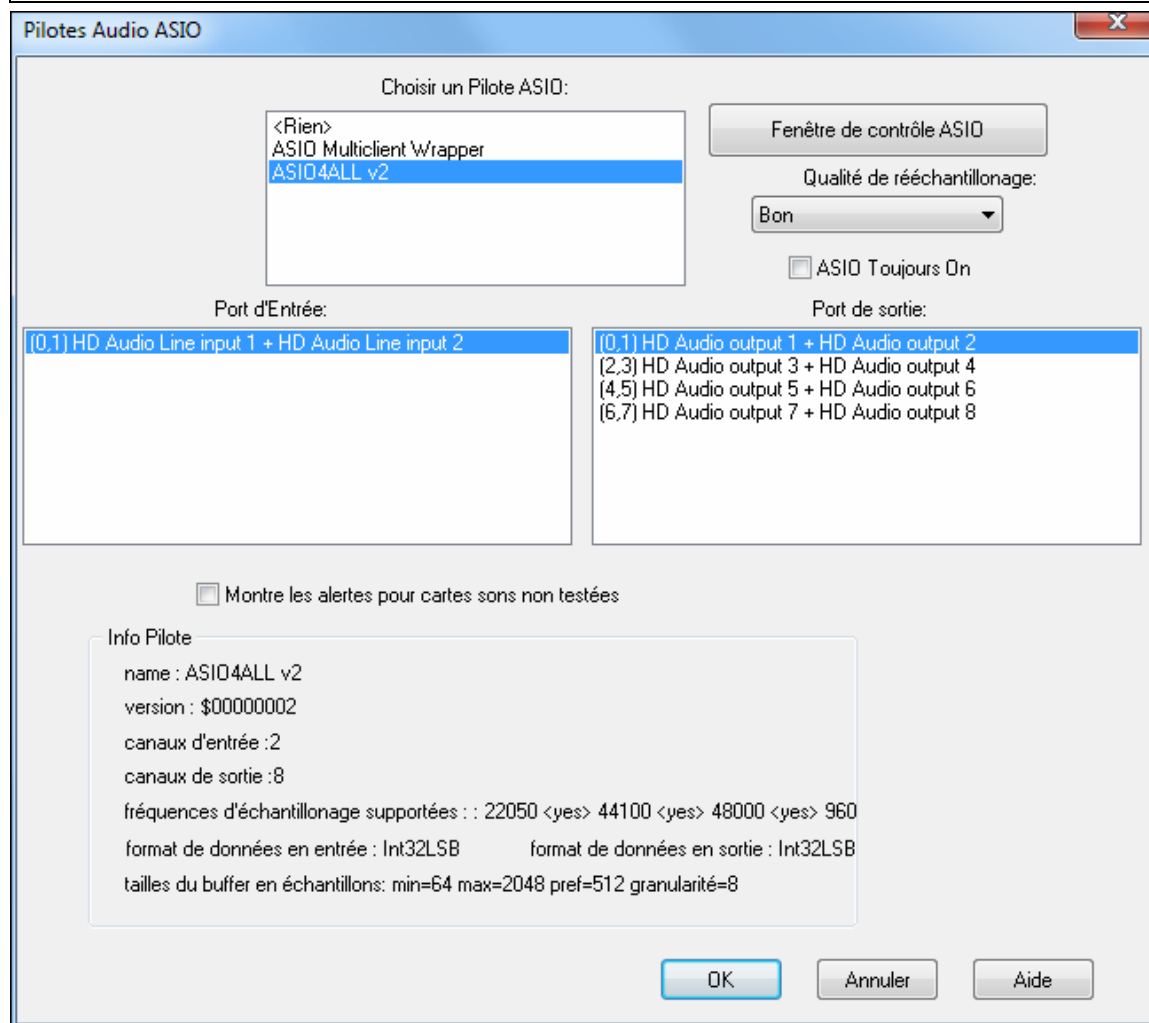 Pilotes Audio ASIO
Choisir un Pilote ASIO:
<Rien>
ASIO Multiclient Wrapper
ASIO4ALL v2
Fenêtre de contrôle ASIO
Qualité de rééchantillonage:
Bon
ASIO Toujours On
Port d'Entrée:
(0,1) HD Audio Line input 1 + HD Audio Line input 2
Port de sortie:
(0,1) HD Audio output 1 + HD Audio output 2
(2,3) HD Audio output 3 + HD Audio output 4
(4,5) HD Audio output 5 + HD Audio output 6
(6,7) HD Audio output 7 + HD Audio output 8
Montre les alertes pour cartes sons non testées
Info Pilote
name : ASIO4ALL v2
version : $00000002
canaux d'entrée :2
canaux de sortie :8
fréquences d'échantillonage supportées : : 22050 <yes> 44100 <yes> 48000 <yes> 960
format de données en entrée : Int32LSB format de données en sortie : Int32LSB
tailles du buffer en échantillons: min=64 max=2048 pref=512 granularité=8
OK Annuler Aide